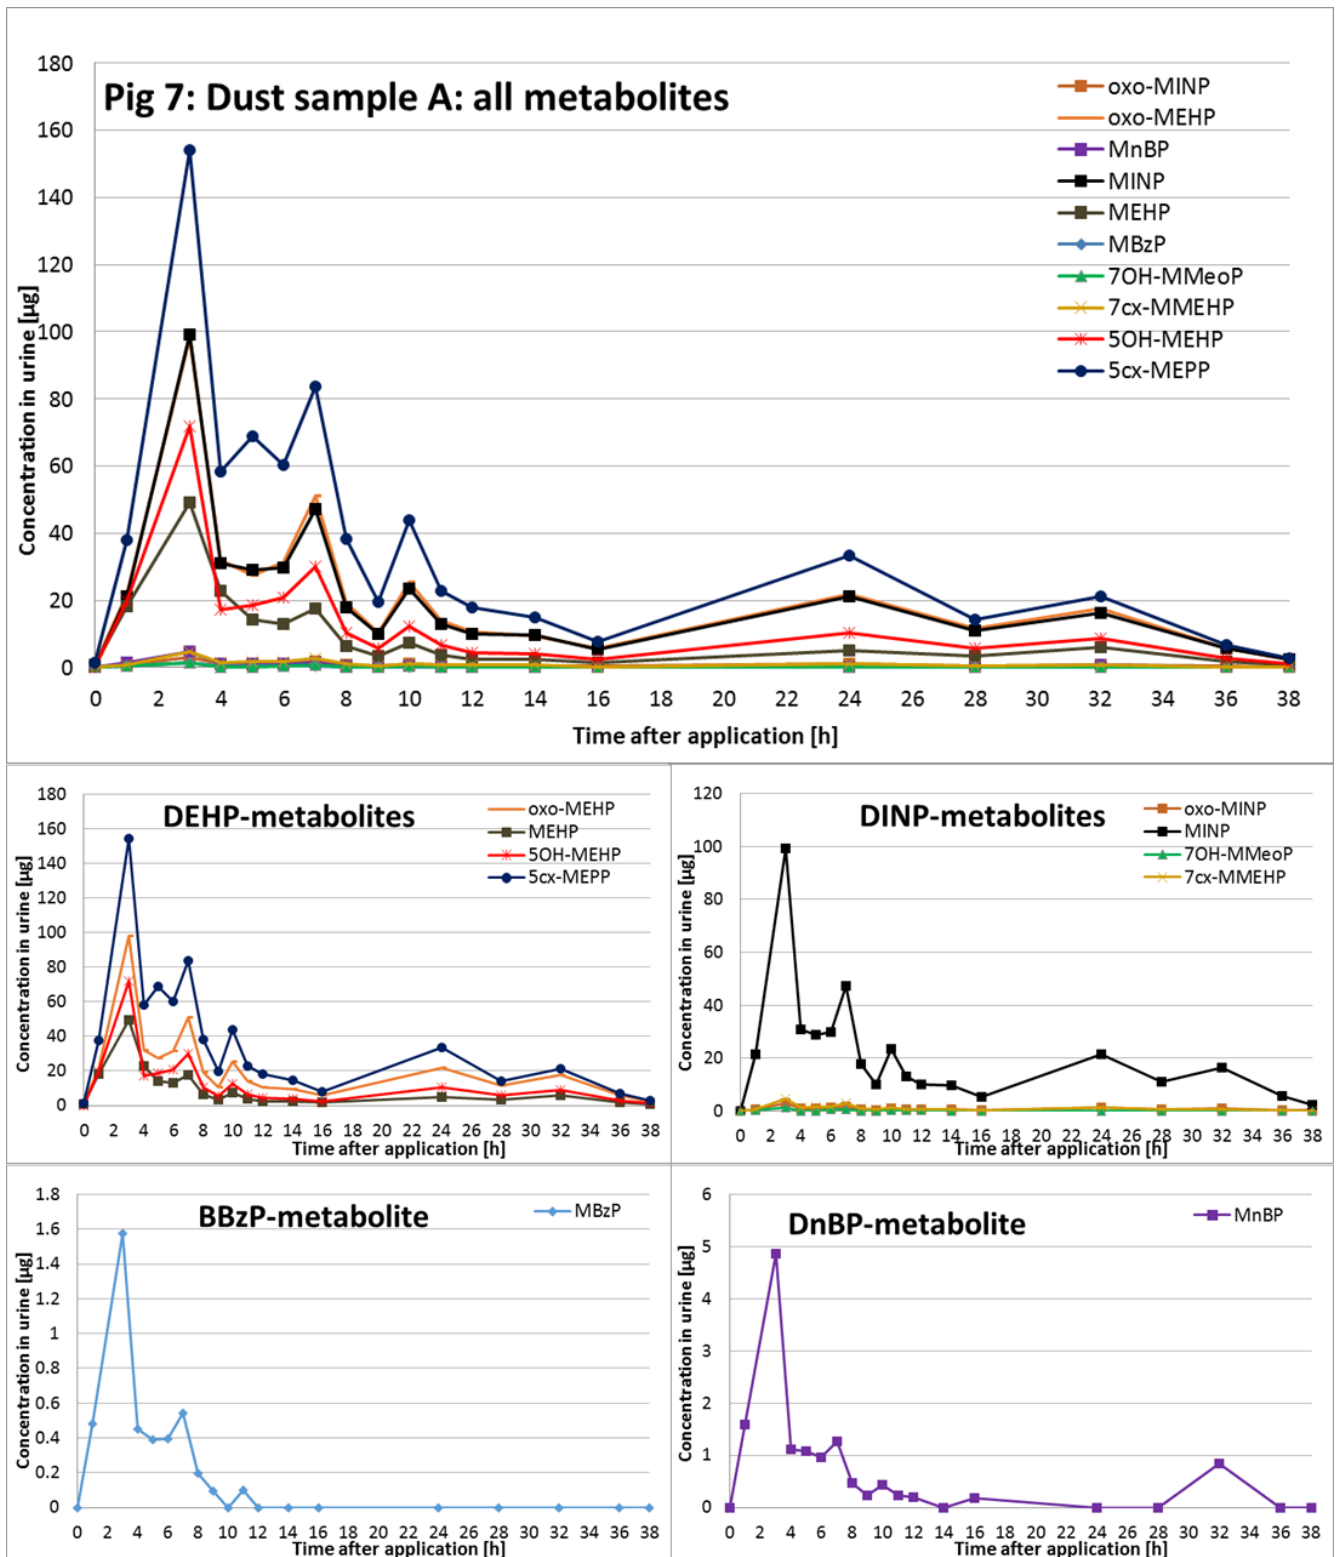 Pig 7: Dust sample A: all metabolites
Concentration in urine [µg]
180
160
140
120
100
80
60
40
20
0
oxo-MINP
oxo-MEHP
MnBP
MINP
MEHP
MBzP
7OH-MMeoP
7cx-MMEHP
5OH-MEHP
5cx-MEPP
0 2 4 6 8 10 12 14 16 18 20 22 24 26 28 30 32 34 36 38
Time after application [h]
DEHP-metabolites
Concentration in urine [µg]
180
160
140
120
100
80
60
40
20
0
oxo-MEHP
MEHP
5OH-MEHP
5cx-MEPP
0 2 4 6 8 10 12 14 16 18 20 22 24 26 28 30 32 34 36 38
Time after application [h]
DINP-metabolites
Concentration in urine [µg]
120
100
80
60
40
20
0
oxo-MINP
MINP
7OH-MMeoP
7cx-MMEHP
0 2 4 6 8 10 12 14 16 18 20 22 24 26 28 30 32 34 36 38
Time after application [h]
BBzP-metabolite
Concentration in urine [µg]
1.8
1.6
1.4
1.2
1
0.8
0.6
0.4
0.2
0
MBzP
0 2 4 6 8 10 12 14 16 18 20 22 24 26 28 30 32 34 36 38
Time after application [h]
DnBP-metabolite
Concentration in urine [µg]
6
5
4
3
2
1
0
MnBP
0 2 4 6 8 10 12 14 16 18 20 22 24 26 28 30 32 34 36 38
Time after application [h]